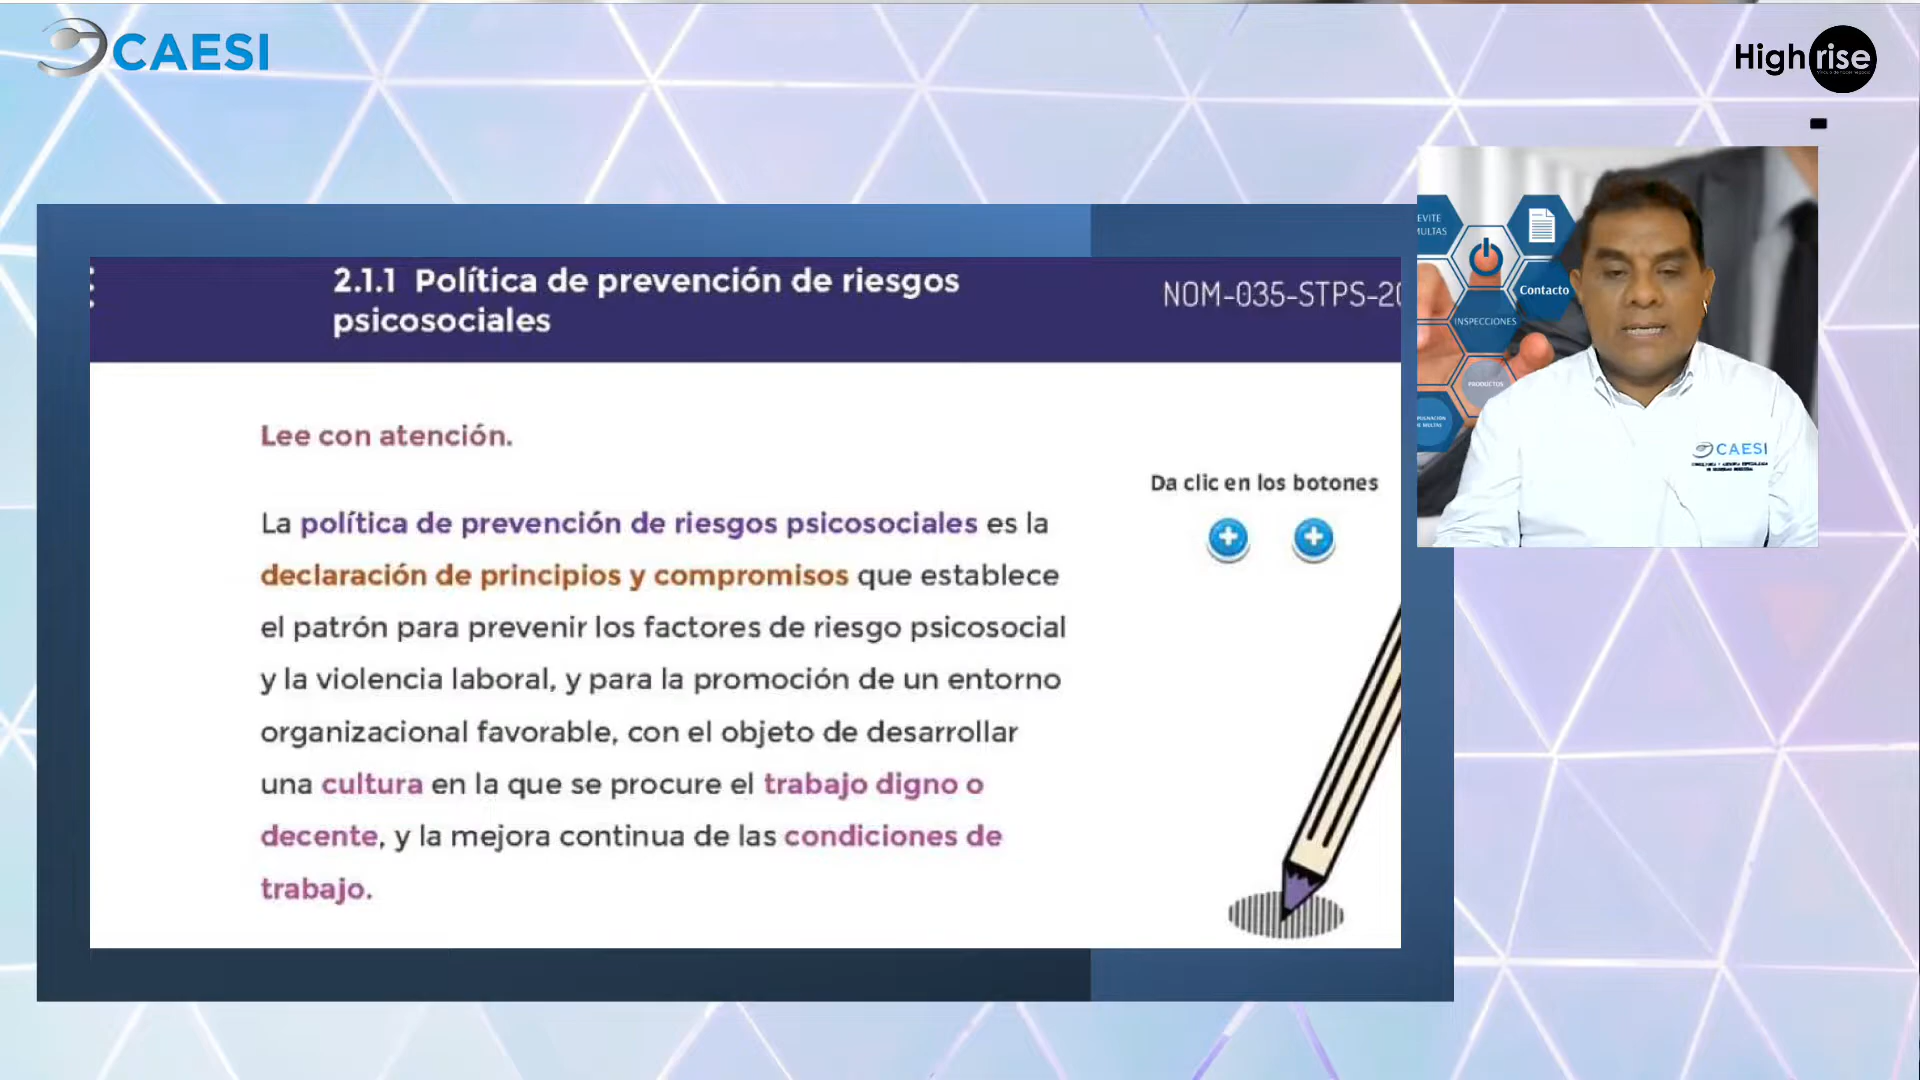 CAESI
High rise
2.1.1 Política de prevención de riesgos
psicosociales
NOM-035-STPS-20
EVITE
MULTAS
Contacto
INSPECCIONES
PRODUCTOS
CAESI
Lee con atención.
Da clic en los botones
La política de prevención de riesgos psicosociales es la
declaración de principios y compromisos que establece
el patrón para prevenir los factores de riesgo psicosocial
y la violencia laboral, y para la promoción de un entorno
organizacional favorable, con el objeto de desarrollar
una cultura en la que se procure el trabajo digno o
decente, y la mejora continua de las condiciones de
trabajo.